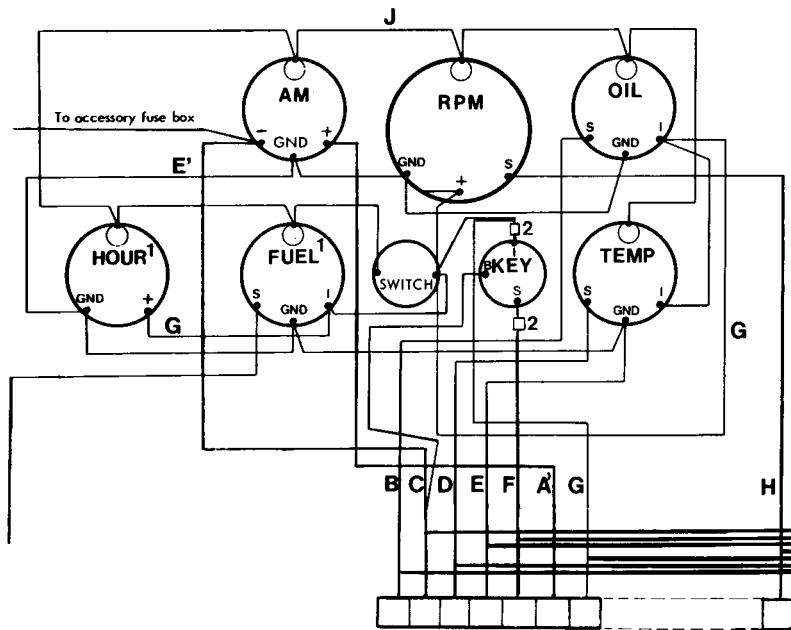 J
AM
RPM
OIL
To accessory fuse box
- GND +
S GND I
E'
GND + S
HOUR¹
FUEL¹
SWITCH
2
I
B KEY
S
2
TEMP
GND +
S GND I
S GND I
G
G
B C D E F A' G
H